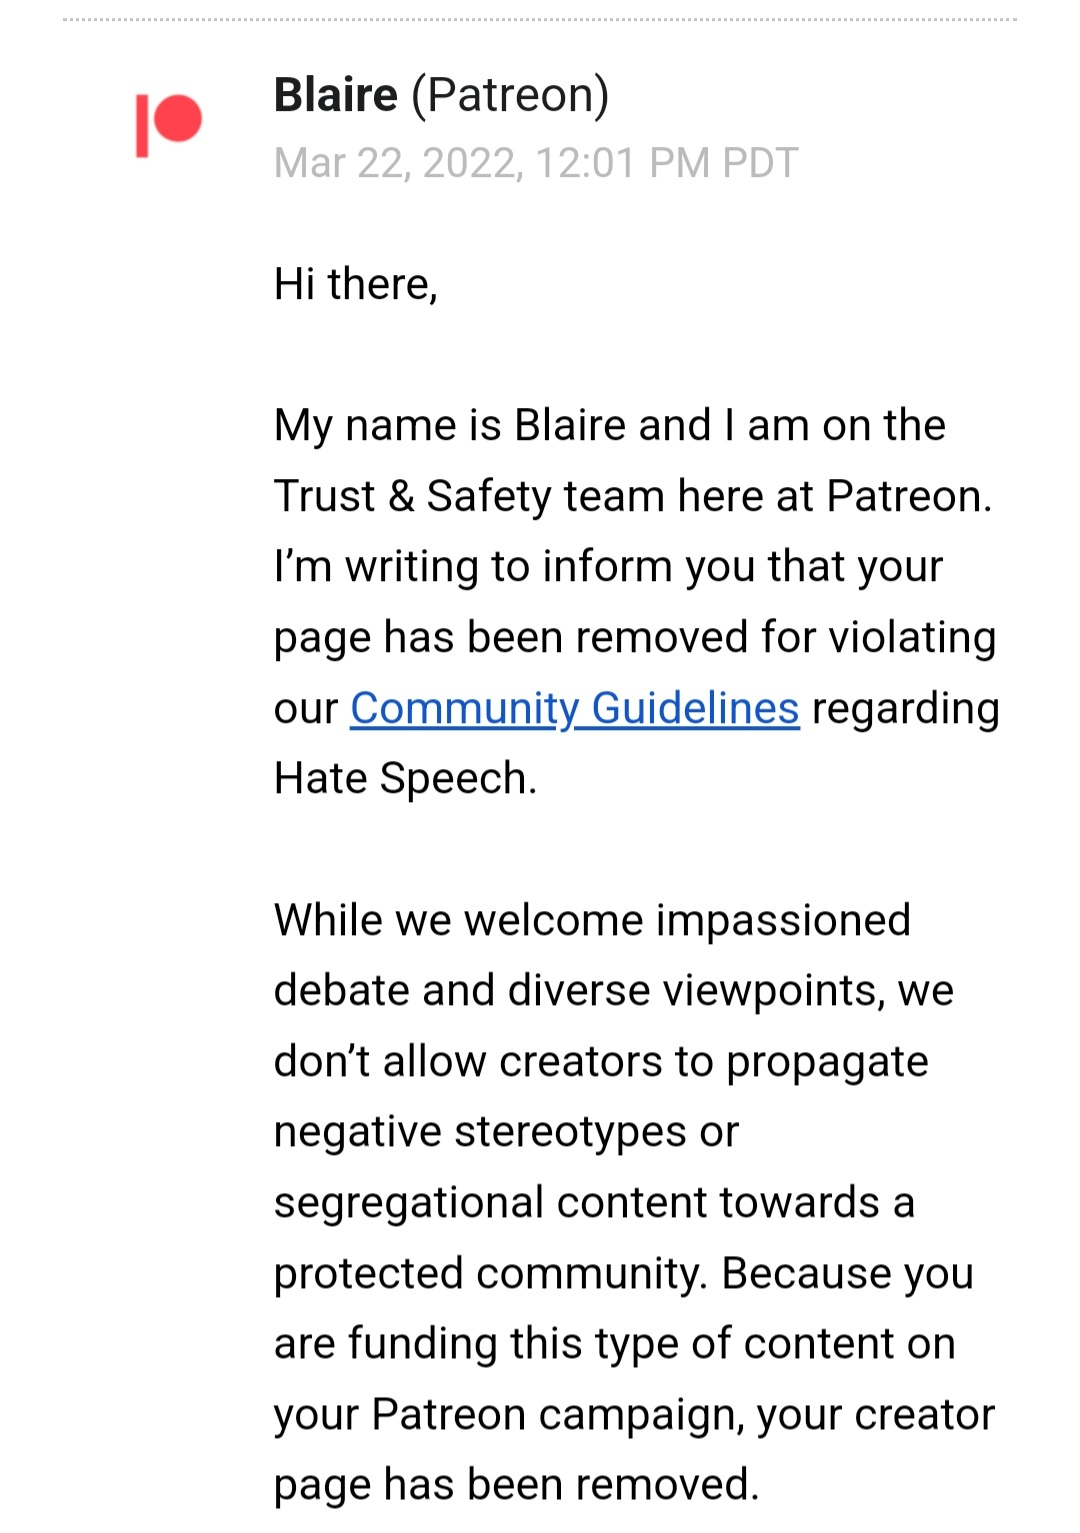 Blaire (Patreon)
Mar 22, 2022, 12:01 PM PDT
Hi there,
My name is Blaire and I am on the
Trust & Safety team here at Patreon.
I’m writing to inform you that your
page has been removed for violating
our Community Guidelines regarding
Hate Speech.
While we welcome impassioned
debate and diverse viewpoints, we
don’t allow creators to propagate
negative stereotypes or
segregational content towards a
protected community. Because you
are funding this type of content on
your Patreon campaign, your creator
page has been removed.